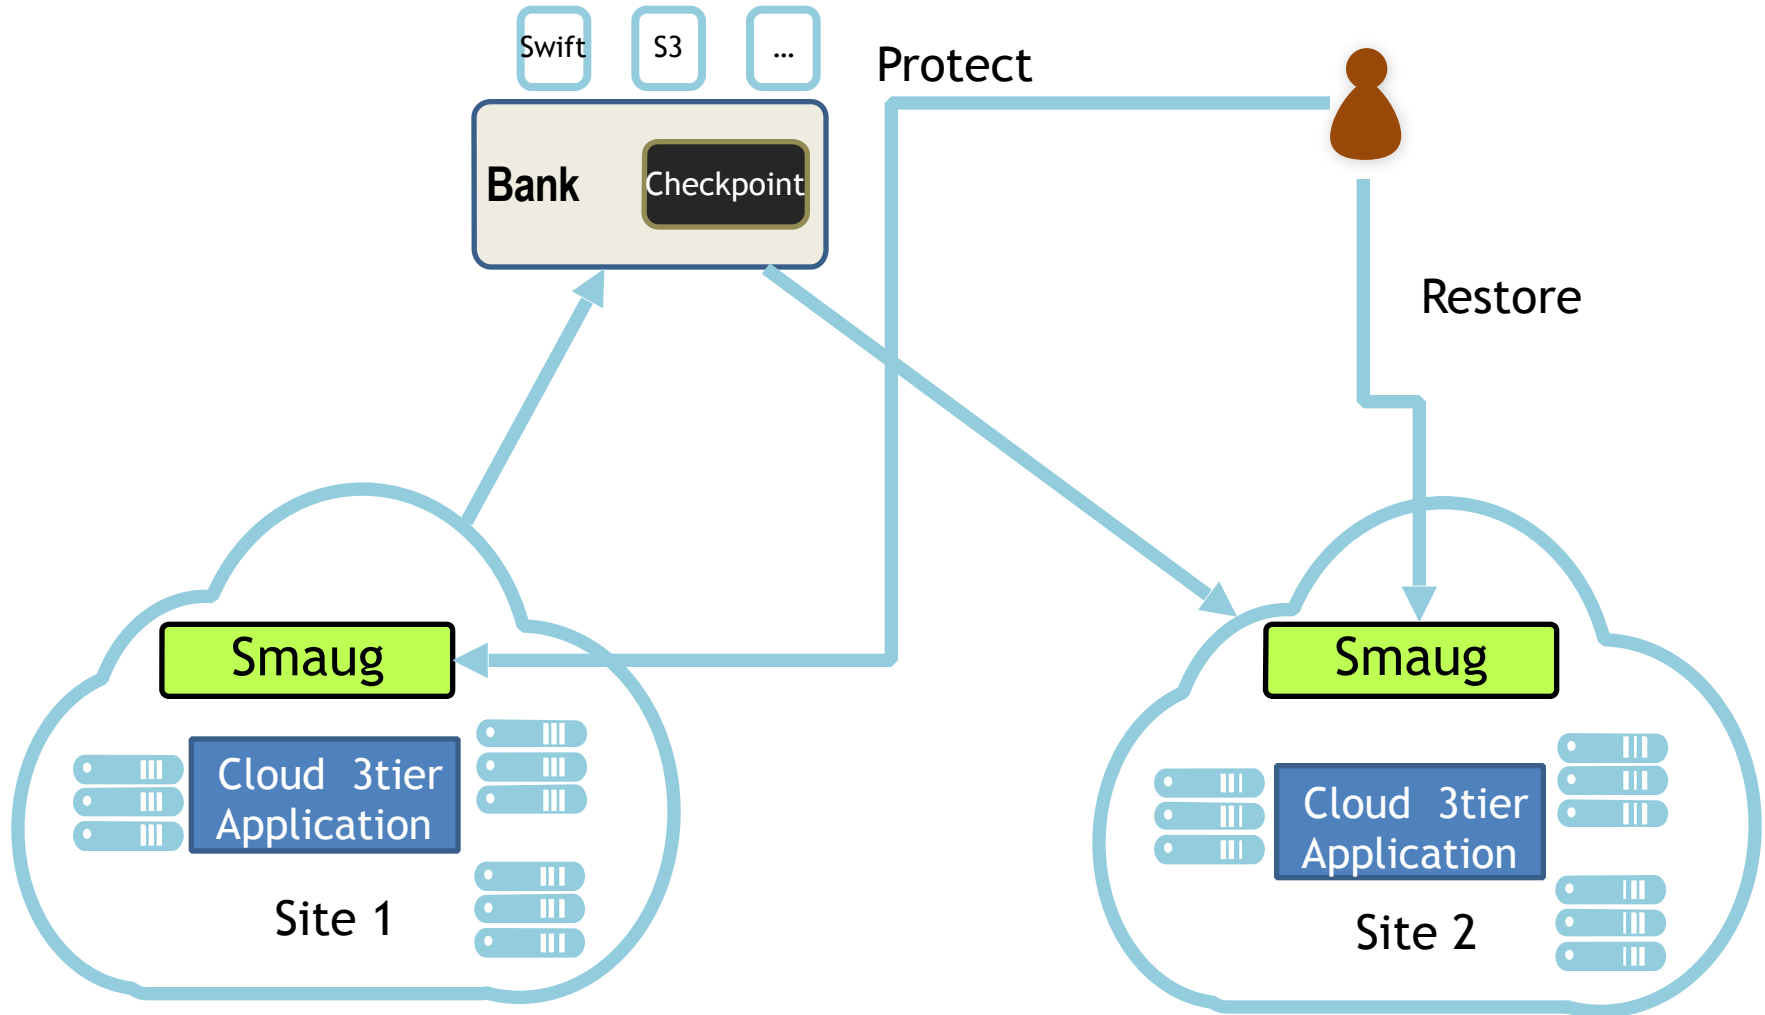 Swift
S3
...
Protect
Bank
Checkpoint
Restore
Smaug
Cloud 3tier
Application
Site 1
Smaug
Cloud 3tier
Application
Site 2